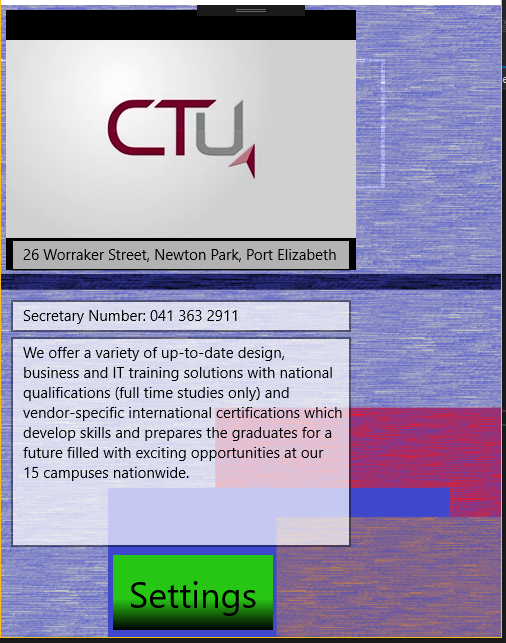 CTU
26 Worraker Street, Newton Park, Port Elizabeth
Secretary Number: 041 363 2911
We offer a variety of up-to-date design,
business and IT training solutions with national
qualifications (full time studies only) and
vendor-specific international certifications which
develop skills and prepares the graduates for a
future filled with exciting opportunities at our
15 campuses nationwide.
Settings